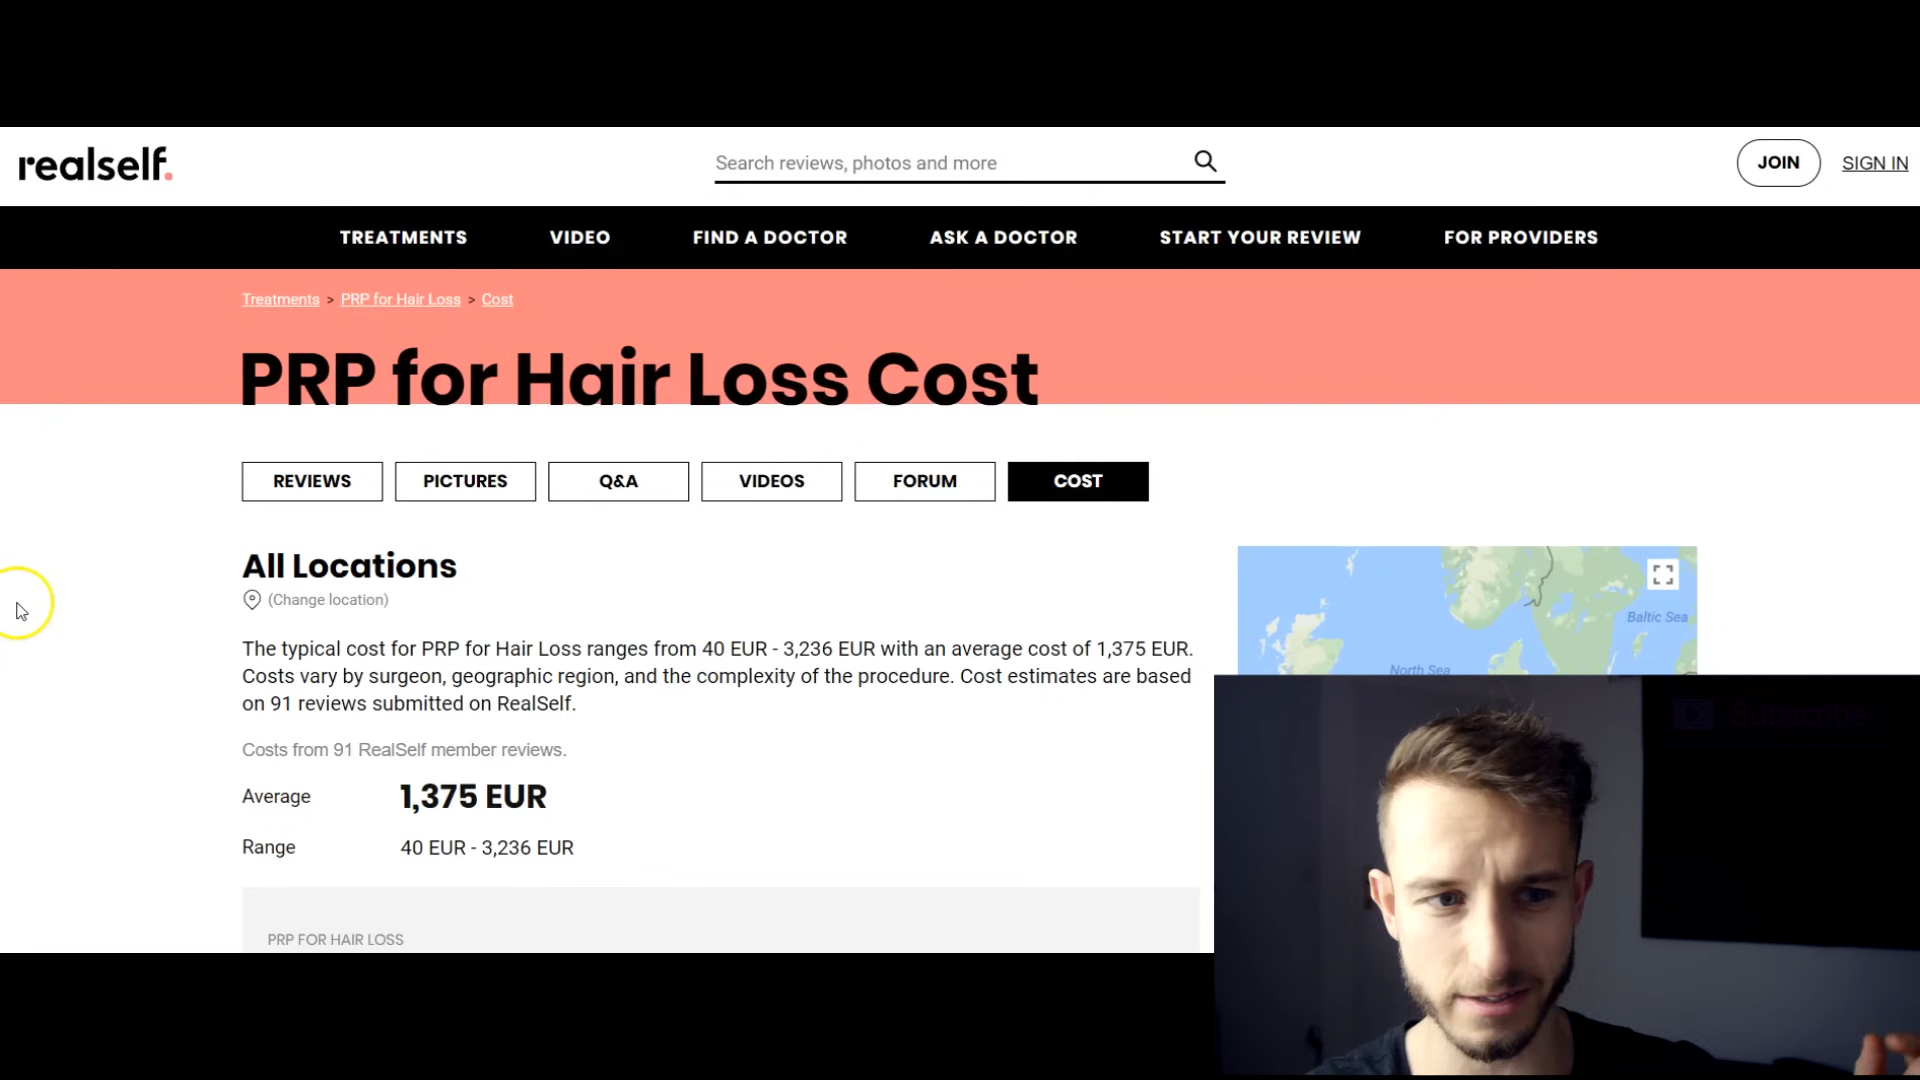 realself.
Search reviews, photos and more
JOIN
SIGN IN
TREATMENTS
VIDEO
FIND A DOCTOR
ASK A DOCTOR
START YOUR REVIEW
FOR PROVIDERS
Treatments > PRP for Hair Loss > Cost
PRP for Hair Loss Cost
REVIEWS
PICTURES
Q&A
VIDEOS
FORUM
COST
All Locations
(Change location)
The typical cost for PRP for Hair Loss ranges from 40 EUR - 3,236 EUR with an average cost of 1,375 EUR.
Costs vary by surgeon, geographic region, and the complexity of the procedure. Cost estimates are based
on 91 reviews submitted on RealSelf.
Costs from 91 RealSelf member reviews.
Average 1,375 EUR
Range 40 EUR - 3,236 EUR
PRP FOR HAIR LOSS
Baltic Sea
North Sea
Subscribe